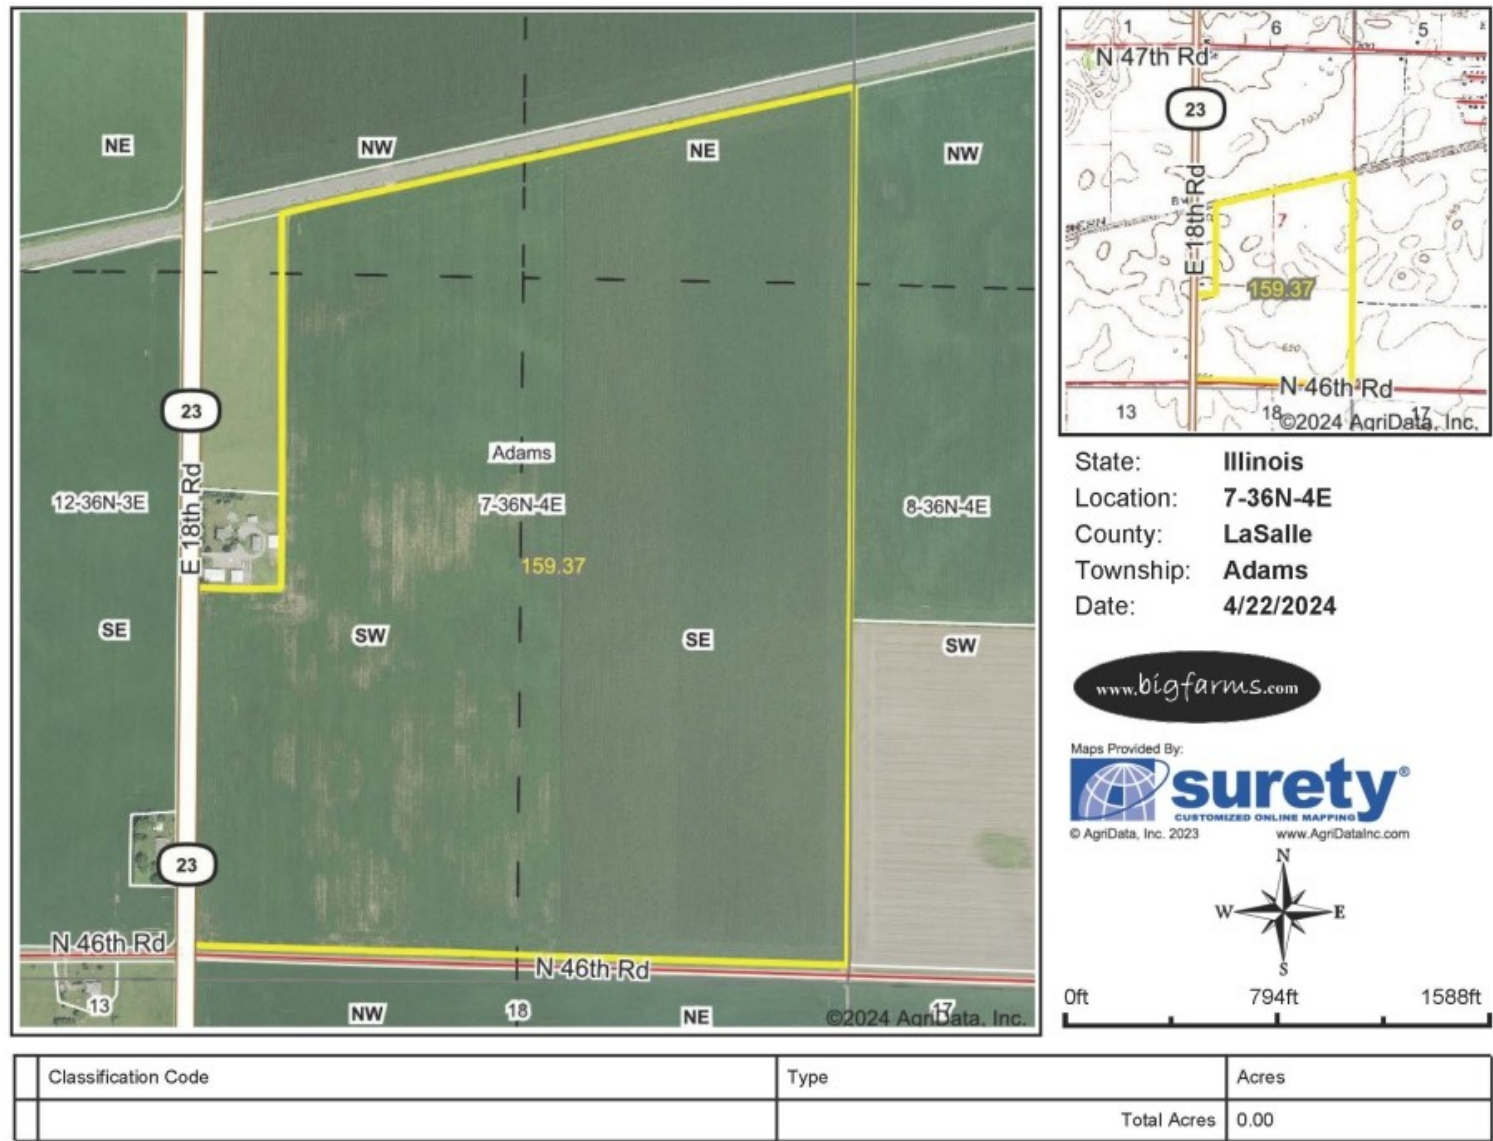 NE
NW
NE
NW
23
Adams
12-36N-3E
E 18th Rd
7-36N-4E
8-36N-4E
159.37
SE
SW
SE
SW
23
N 46th Rd
N 46th Rd
13
NW
18
NE
17
©2024 AgriData, Inc.
1
6
5
N 47th Rd
23
E 18th Rd
7
159.37
N 46th Rd
13
18
17
©2024 AgriData, Inc.
State: Illinois
Location: 7-36N-4E
County: LaSalle
Township: Adams
Date: 4/22/2024
www.bigfarms.com
Maps Provided By:
surety®
CUSTOMIZED ONLINE MAPPING
© AgriData, Inc. 2023 www.AgriDataInc.com
N
W E
S
0ft 794ft 1588ft
Classification Code Type Acres
Total Acres 0.00